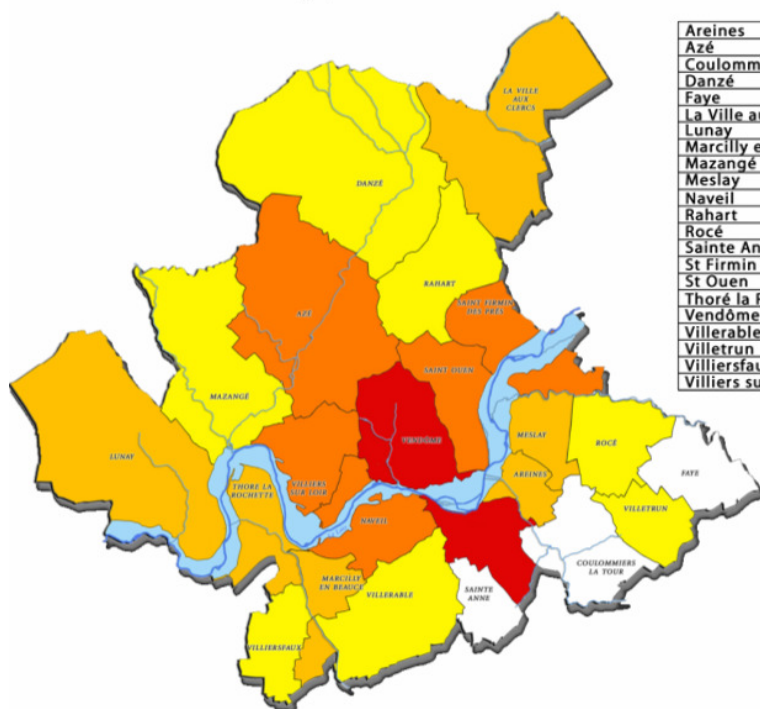 LA VILLE
AUX
CLERCS
DANZÉ
RAHART
SAINT FIRMIN
DES PRÈS
AZÉ
SAINT OUEN
MAZANGÉ
VENDÔME
MESLAY
ROCÉ
FAYE
LUNAY
THORE LA
ROCHETTE
VILLIERS
SUR LOIR
AREINES
VILLETRUN
NAVEIL
COULOMMIERS
LA TOUR
MARCILLY
EN BEAUCE
VILLERABLE
SAINTE
ANNE
VILLIERSFAUX
Areines
Azé
Coulomm
Danzé
Faye
La Ville au
Lunay
Marcilly e
Mazangé
Meslay
Naveil
Rahart
Rocé
Sainte An
St Firmin
St Ouen
Thoré la R
Vendôme
Villerable
Villetrun
Villiersfau
Villiers su